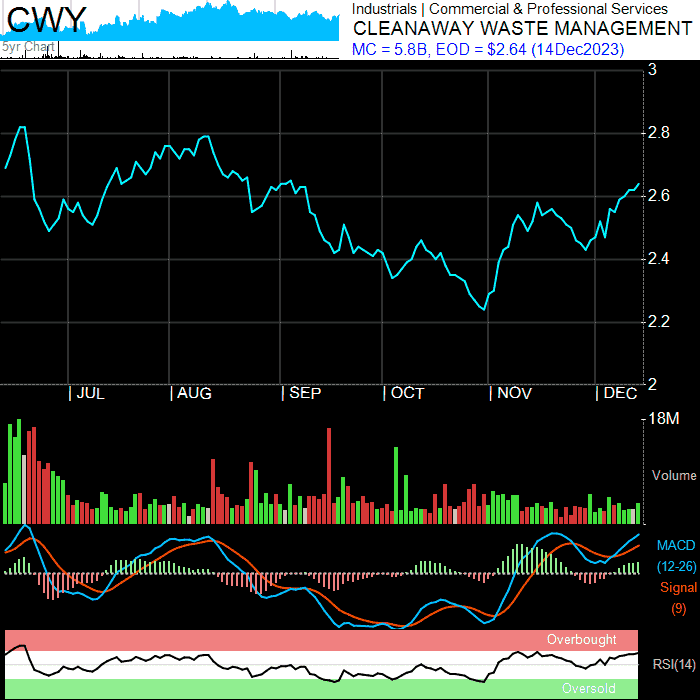 CWY
5yr Chart
Industrials | Commercial & Professional Services
CLEANAWAY WASTE MANAGEMENT
MC = 5.8B, EOD = $2.64 (14Dec2023)
3
2.8
2.6
2.4
2.2
2
| JUL | AUG | SEP | OCT | NOV | DEC
18M
Volume
MACD
(12-26)
Signal
(9)
Overbought
RSI(14)
Oversold